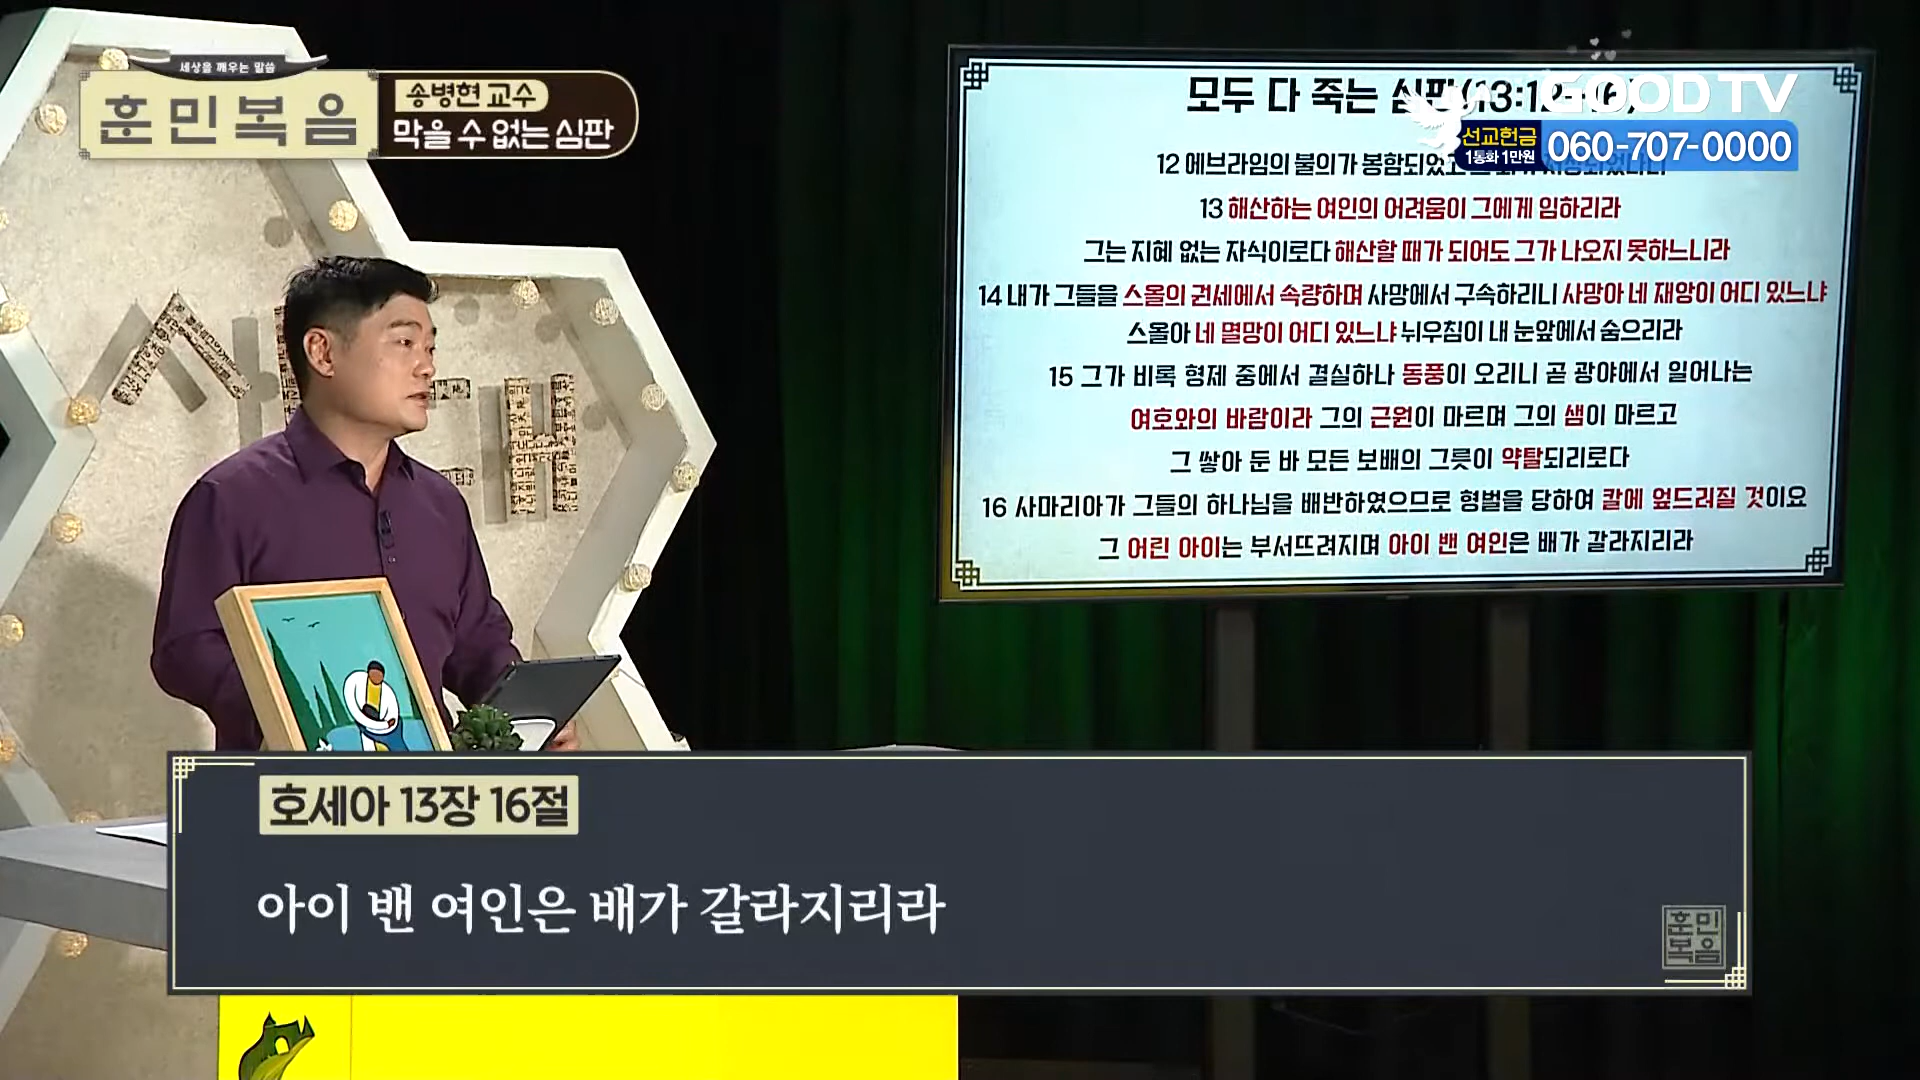 세상을 깨우는 말씀
훈민복음
송병현 교수
막을 수 없는 심판
GOODTV
선교헌금
1통화 1만원
060-707-0000
모두 다 죽는 심판(13:12-16)
12 에브라임의 불의가 봉함되었고
13 해산하는 여인의 어려움이 그에게 임하리라
그는 지혜 없는 자식이로다 해산할 때가 되어도 그가 나오지 못하느니라
14 내가 그들을 스올의 권세에서 속량하며 사망에서 구속하리니 사망아 네 재앙이 어디 있느냐
스올아 네 멸망이 어디 있느냐 뉘우침이 내 눈앞에서 숨으리라
15 그가 비록 형제 중에서 결실하나 동풍이 오리니 곧 광야에서 일어나는
여호와의 바람이라 그의 근원이 마르며 그의 샘이 마르고
그 쌓아 둔 바 모든 보배의 그릇이 약탈되리로다
16 사마리아가 그들의 하나님을 배반하였으므로 형벌을 당하여 칼에 엎드러질 것이요
그 어린 아이는 부서뜨려지며 아이 밴 여인은 배가 갈라지리라
호세아 13장 16절
아이 밴 여인은 배가 갈라지리라
훈민
복음